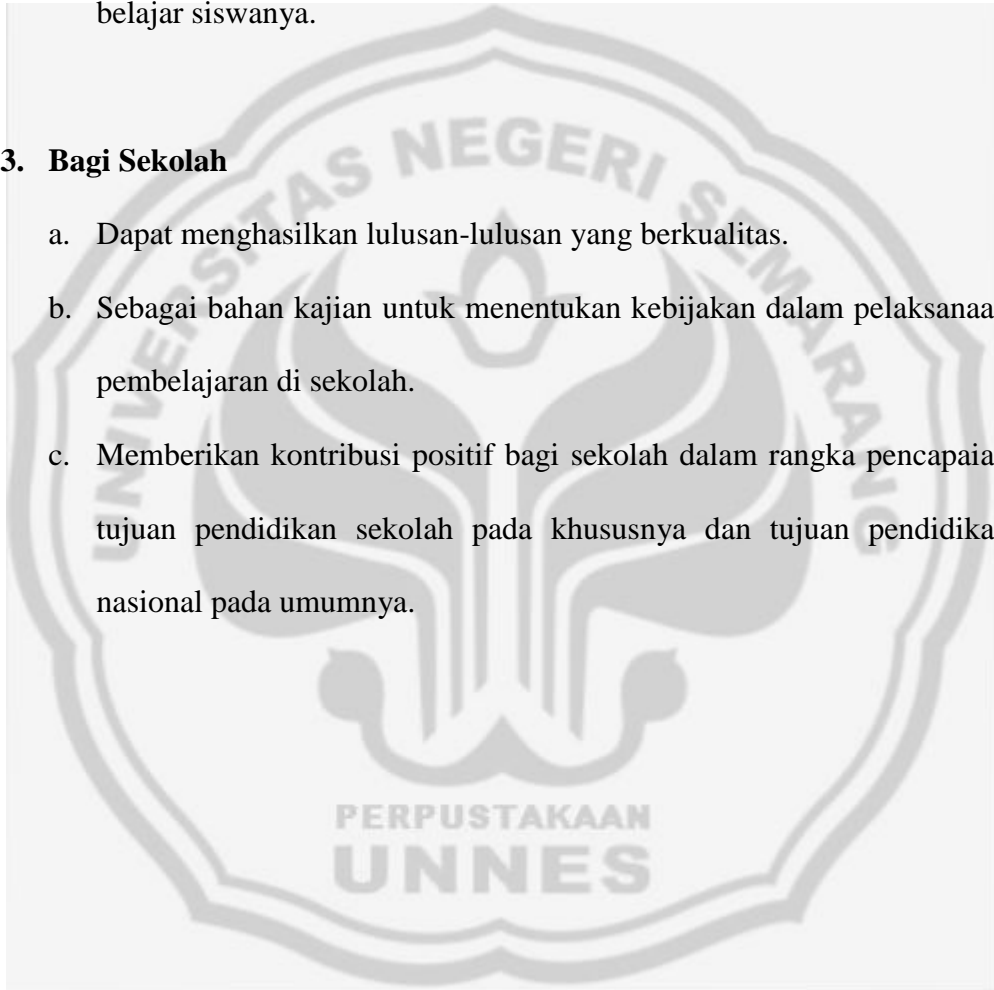 belajar siswanya.
3. Bagi Sekolah
a. Dapat menghasilkan lulusan-lulusan yang berkualitas.
b. Sebagai bahan kajian untuk menentukan kebijakan dalam pelaksanaa
pembelajaran di sekolah.
c. Memberikan kontribusi positif bagi sekolah dalam rangka pencapaia
tujuan pendidikan sekolah pada khususnya dan tujuan pendidika
nasional pada umumnya.
UNIVERSITAS NEGERI SEMARANG
PERPUSTAKAAN
UNNES